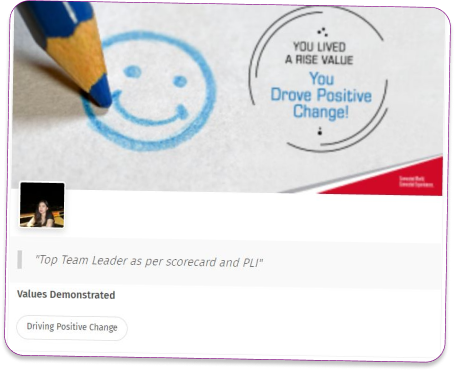 YOU LIVED
A RISE VALUE
You
Drove Positive
Change!
"Top Team Leader as per scorecard and PLI"
Values Demonstrated
Driving Positive Change